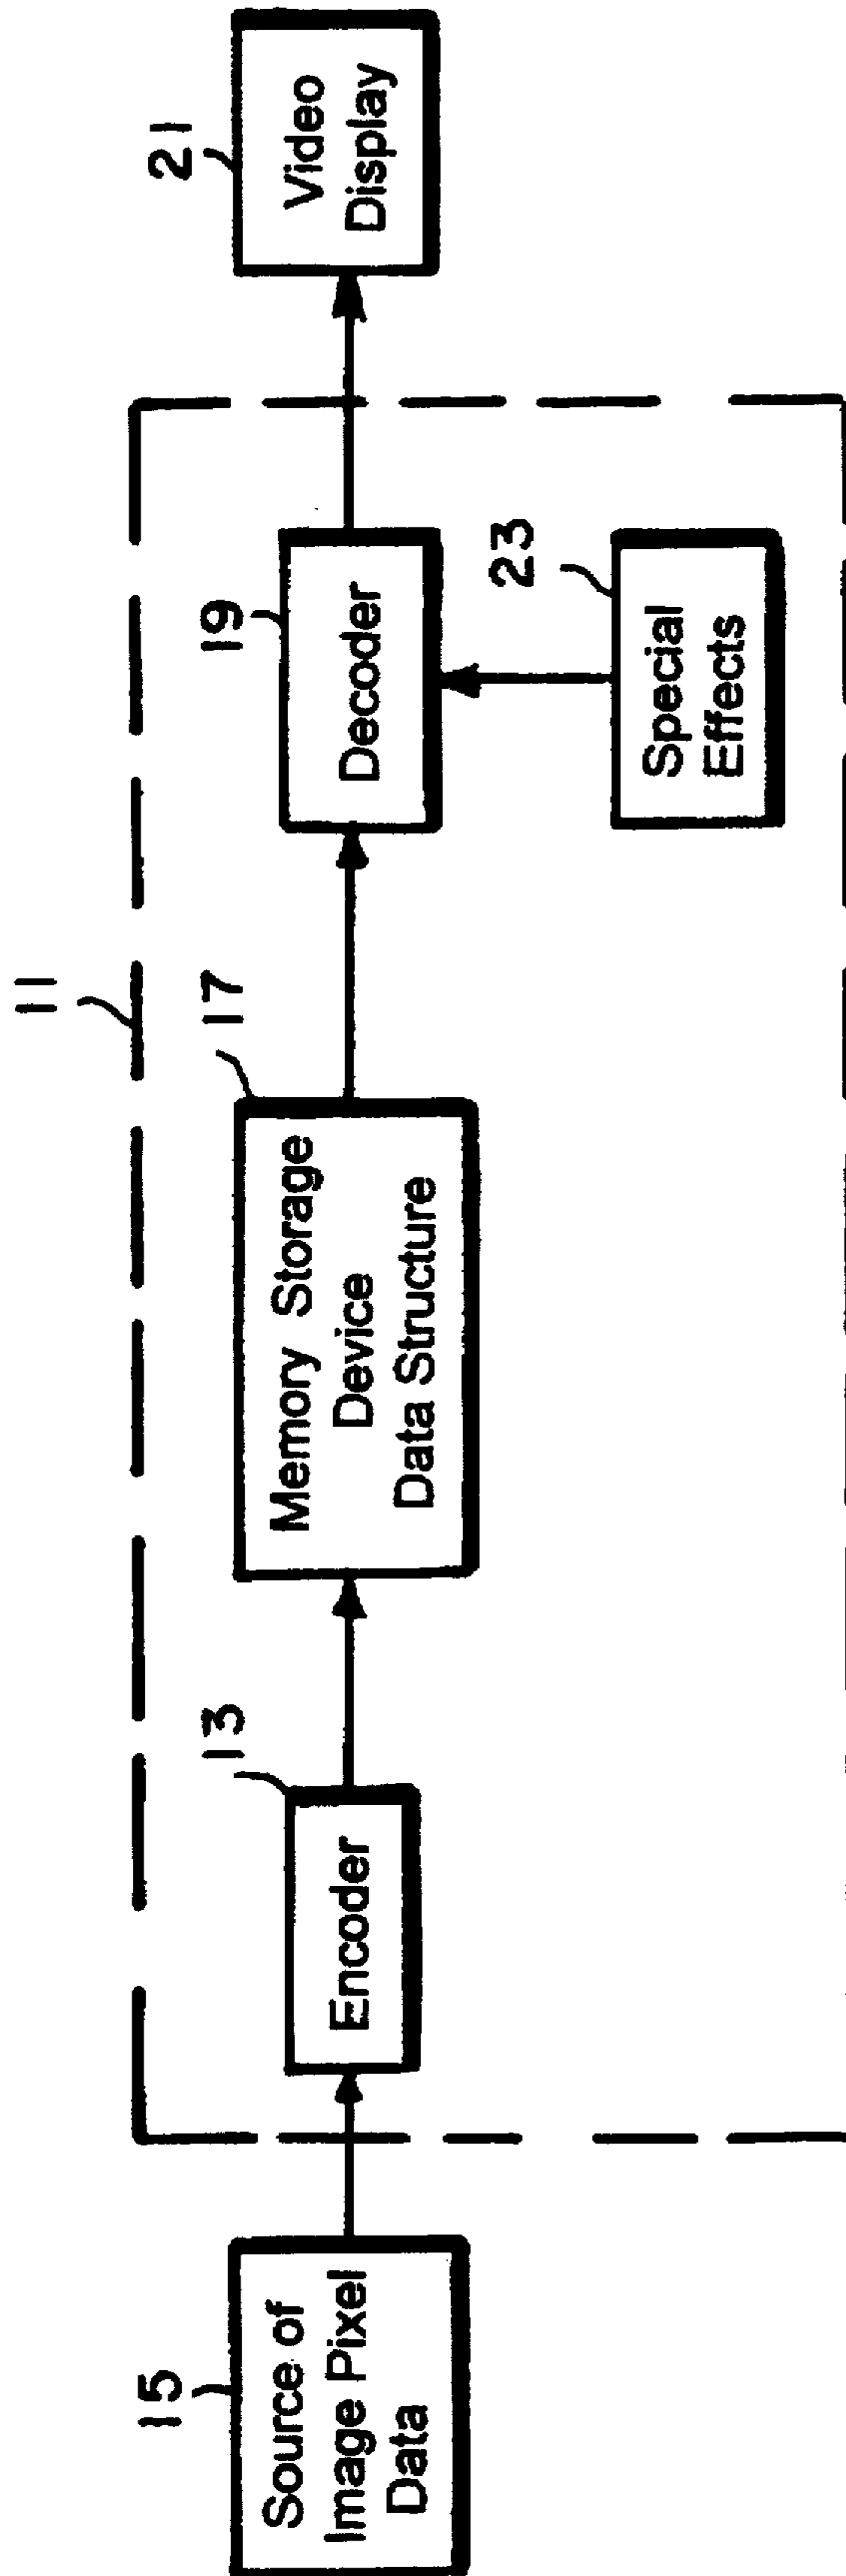 11
15
Source of
Image Pixel
Data
13
Encoder
17
Memory Storage
Device
Data Structure
19
Decoder
23
Special
Effects
21
Video
Display